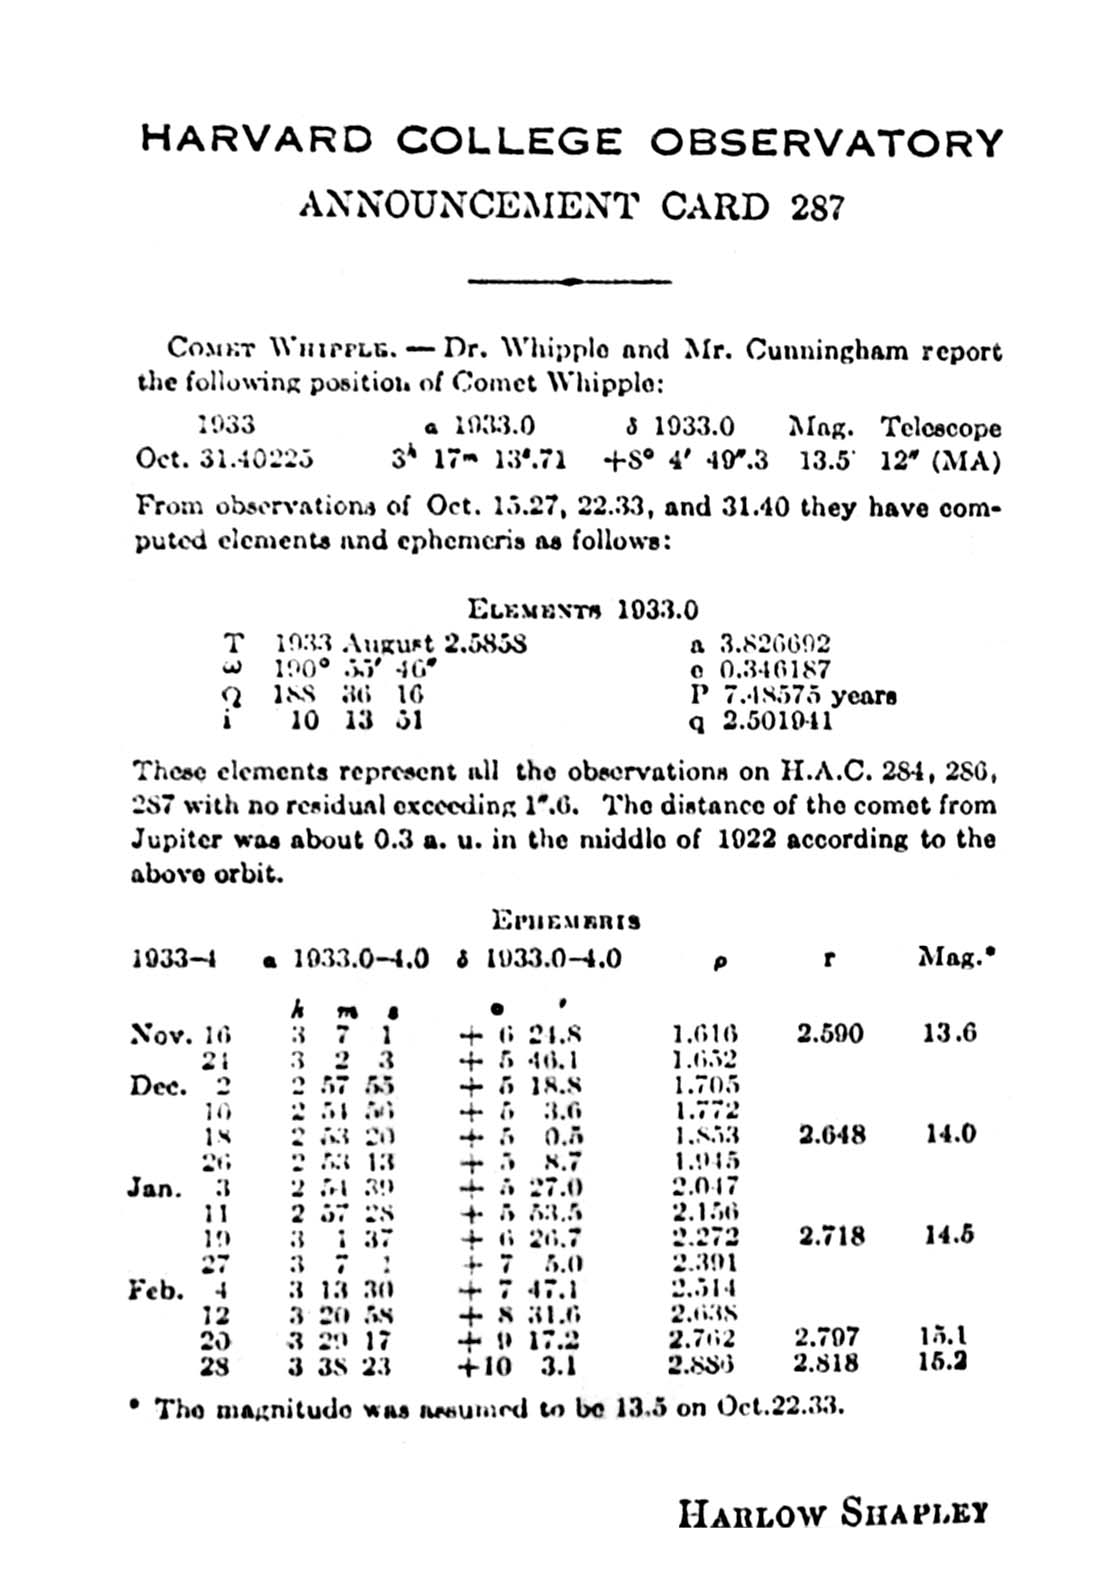 HARVARD COLLEGE OBSERVATORY
ANNOUNCEMENT CARD 287
COMET WHIPPLE. — Dr. Whipple and Mr. Cunningham report
the following position of Comet Whipple:
1933 α 1933.0 δ 1933.0 Mag. Telescope
Oct. 31.40225 3ʰ 17ᵐ 13ˢ.71 +8° 4′ 49″.3 13.5 12″ (MA)
From observations of Oct. 15.27, 22.33, and 31.40 they have com-
puted elements and ephemeris as follows:
ELEMENTS 1933.0
T 1933 August 2.5858 a 3.826692
ω 190° 55′ 46″ e 0.346187
Ω 188 36 16 P 7.48575 years
i 10 13 51 q 2.501941
These elements represent all the observations on H.A.C. 284, 286,
287 with no residual exceeding 1″.6. The distance of the comet from
Jupiter was about 0.3 a. u. in the middle of 1922 according to the
above orbit.
EPHEMERIS
1933–4 α 1933.0–4.0 δ 1933.0–4.0 ρ r Mag.*
h m s ° ′
Nov. 16 3 7 1 + 6 24.8 1.616 2.590 13.6
24 3 2 3 + 5 46.1 1.652
Dec. 2 2 57 55 + 5 18.8 1.705
10 2 54 56 + 5 3.6 1.772
18 2 53 20 + 5 0.5 1.853 2.648 14.0
26 2 53 13 + 5 8.7 1.945
Jan. 3 2 54 39 + 5 27.0 2.047
11 2 57 28 + 5 53.5 2.156
19 3 1 37 + 6 26.7 2.272 2.718 14.5
27 3 7 1 + 7 5.0 2.391
Feb. 4 3 13 30 + 7 47.1 2.514
12 3 20 58 + 8 31.6 2.638
20 3 29 17 + 9 17.2 2.762 2.797 15.1
28 3 38 23 +10 3.1 2.886 2.818 15.2
* The magnitude was assumed to be 13.5 on Oct.22.33.
HARLOW SHAPLEY